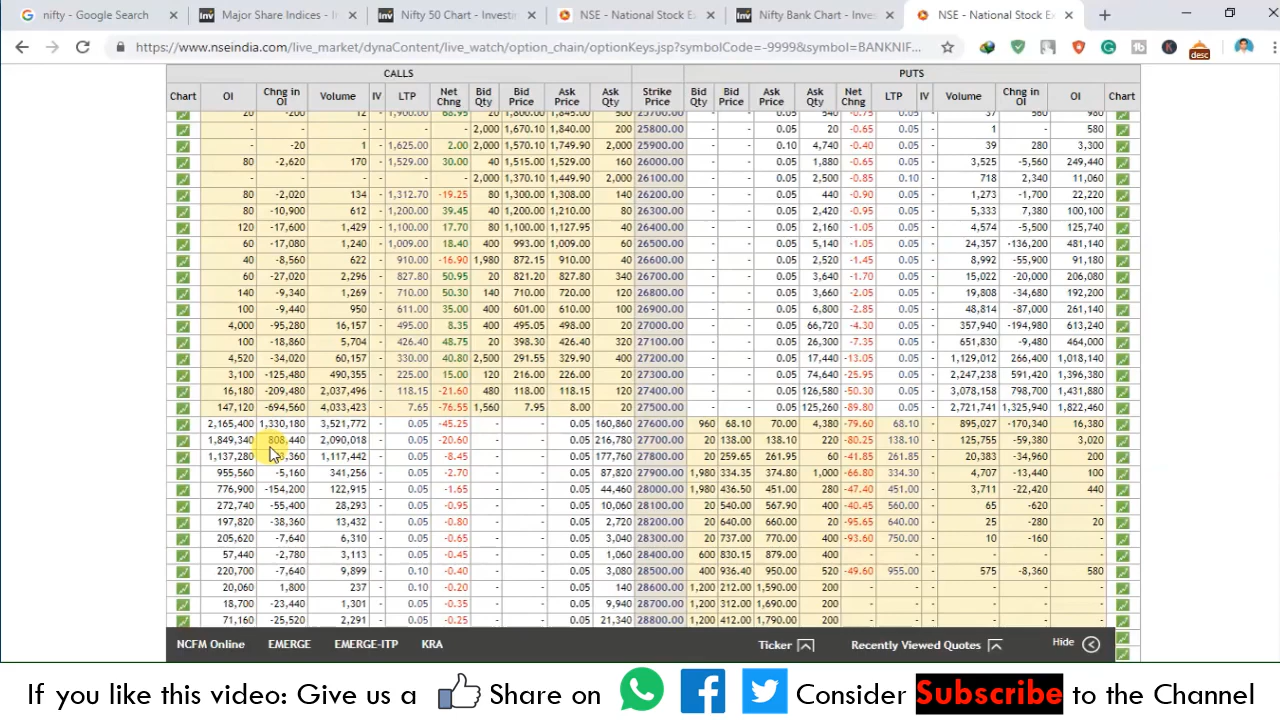 nifty - Google Search
Major Share Indices - I
Nifty 50 Chart - Investi
NSE - National Stock Ex
Nifty Bank Chart - Invest
NSE - National Stock Ex
https://www.nseindia.com/live_market/dynaContent/live_watch/option_chain/optionKeys.jsp?symbolCode=-9999&symbol=BANKNIF...
CALLS PUTS
Chart OI Chng in OI Volume IV LTP Net Chng Bid Qty Bid Price Ask Price Ask Qty Strike Price Bid Qty Bid Price Ask Price Ask Qty Net Chng LTP IV Volume Chng in OI OI Chart
20 -200 12 - 1,900.00 68.95 500 25700.00 - - 0.05 540 -0.75 0.05 - 37 560 980
- - - - - - 2,000 1,670.10 1,840.00 200 25800.00 - - 0.05 20 -0.65 0.05 - 1 - 580
- -20 1 - 1,625.00 2.00 2,000 1,570.10 1,749.90 2,000 25900.00 - - 0.10 4,740 -0.40 0.05 - 39 280 3,300
80 -2,620 170 - 1,529.00 30.00 40 1,515.00 1,529.00 160 26000.00 - - 0.05 1,880 -0.65 0.05 - 3,525 -5,560 249,440
- - - - - - 2,000 1,370.10 1,449.90 2,000 26100.00 - - 0.05 2,500 -0.85 0.10 - 718 2,340 11,060
80 -2,020 134 - 1,312.70 -19.25 80 1,300.00 1,308.00 140 26200.00 - - 0.05 440 -0.90 0.05 - 1,273 -1,700 22,220
80 -10,900 612 - 1,200.00 39.45 40 1,200.00 1,210.00 80 26300.00 - - 0.05 2,420 -0.95 0.05 - 5,333 7,380 100,100
120 -17,600 1,429 - 1,100.00 17.70 80 1,100.00 1,127.95 40 26400.00 - - 0.05 2,160 -1.05 0.05 - 4,574 -5,500 125,740
60 -17,080 1,240 - 1,009.00 18.40 400 993.00 1,009.00 60 26500.00 - - 0.05 5,140 -1.05 0.05 - 24,357 -136,200 481,140
40 -8,560 622 - 910.00 -16.90 1,980 872.15 910.00 40 26600.00 - - 0.05 2,520 -1.45 0.05 - 8,992 -55,900 91,180
60 -27,020 2,296 - 827.80 50.95 20 821.20 827.80 340 26700.00 - - 0.05 3,640 -1.70 0.05 - 15,022 -20,000 206,080
140 -9,340 1,269 - 710.00 50.30 140 710.00 720.00 120 26800.00 - - 0.05 3,660 -2.05 0.05 - 19,808 -34,680 192,200
100 -9,440 950 - 611.00 35.00 400 601.00 610.00 100 26900.00 - - 0.05 6,800 -2.85 0.05 - 48,814 -87,000 261,140
4,000 -95,280 16,157 - 495.00 8.35 400 495.05 498.00 20 27000.00 - - 0.05 66,720 -4.30 0.05 - 357,940 -194,980 613,240
100 -18,860 5,704 - 426.40 48.75 20 398.30 426.40 320 27100.00 - - 0.05 26,300 -7.35 0.05 - 651,830 -9,480 464,000
4,520 -34,020 60,157 - 330.00 40.80 2,500 291.55 329.90 400 27200.00 - - 0.05 17,440 -13.05 0.05 - 1,129,012 266,400 1,018,140
3,100 -125,480 490,355 - 225.00 15.00 120 216.00 226.00 20 27300.00 - - 0.05 74,640 -25.95 0.05 - 2,247,238 591,420 1,396,380
16,180 -209,480 2,037,496 - 118.15 -21.60 480 118.00 118.15 120 27400.00 - - 0.05 126,580 -50.30 0.05 - 3,078,158 798,700 1,431,880
147,120 -694,560 4,033,423 - 7.65 -76.55 1,560 7.95 8.00 20 27500.00 - - 0.05 125,260 -89.80 0.05 - 2,721,741 1,325,940 1,822,460
2,165,400 1,330,180 3,521,772 - 0.05 -45.25 - - 0.05 160,860 27600.00 960 68.10 70.00 4,380 -79.60 68.10 - 895,027 -170,340 16,380
1,849,340 808,440 2,090,018 - 0.05 -20.60 - - 0.05 216,780 27700.00 20 138.00 138.10 220 -80.25 138.10 - 125,755 -59,380 3,020
1,137,280 1,117,442 - 0.05 -8.45 - - 0.05 177,760 27800.00 20 259.65 261.95 60 -41.85 261.85 - 20,383 -34,960 200
955,560 -5,160 341,256 - 0.05 -2.70 - - 0.05 87,820 27900.00 1,980 334.35 374.80 1,000 -66.80 334.30 - 4,707 -13,440 100
776,900 -154,200 122,915 - 0.05 -1.65 - - 0.05 44,460 28000.00 1,980 436.50 451.00 280 -47.40 451.00 - 3,711 -22,420 440
272,740 -55,400 28,293 - 0.05 -0.95 - - 0.05 10,060 28100.00 20 540.00 567.90 400 -40.45 560.00 - 65 -620 -
197,820 -38,360 13,432 - 0.05 -0.80 - - 0.05 2,720 28200.00 20 640.00 660.00 20 -95.65 640.00 - 25 -280 20
205,620 -7,640 6,310 - 0.05 -0.65 - - 0.05 3,040 28300.00 20 737.00 770.00 400 -93.60 750.00 - 10 -160 -
57,440 -2,780 3,113 - 0.05 -0.45 - - 0.05 1,060 28400.00 600 830.15 879.00 400 - - - - - -
220,700 -7,640 9,899 - 0.10 -0.40 - - 0.05 3,080 28500.00 400 936.40 950.00 520 -49.60 955.00 - 575 -8,360 580
20,060 1,800 237 - 0.10 -0.20 - - 0.05 140 28600.00 1,200 212.00 1,590.00 200 - - - - - -
18,700 -23,440 1,301 - 0.05 -0.35 - - 0.05 9,940 28700.00 1,200 312.00 1,690.00 200 - - - - - -
71,160 -25,520 2,291 - 0.05 -0.25 - - 0.05 21,340 28800.00 1,200 412.00 1,790.00 200 - - - - - -
NCFM Online EMERGE EMERGE-ITP KRA Ticker Recently Viewed Quotes Hide
If you like this video: Give us a Share on Consider Subscribe to the Channel